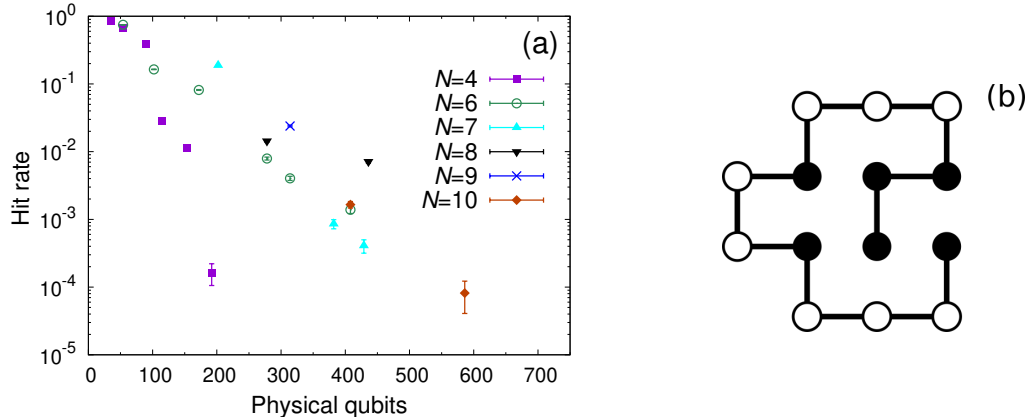 (a)
(b)
Hit rate
10^0
10^-1
10^-2
10^-3
10^-4
10^-5
N=4
N=6
N=7
N=8
N=9
N=10
0 100 200 300 400 500 600 700
Physical qubits